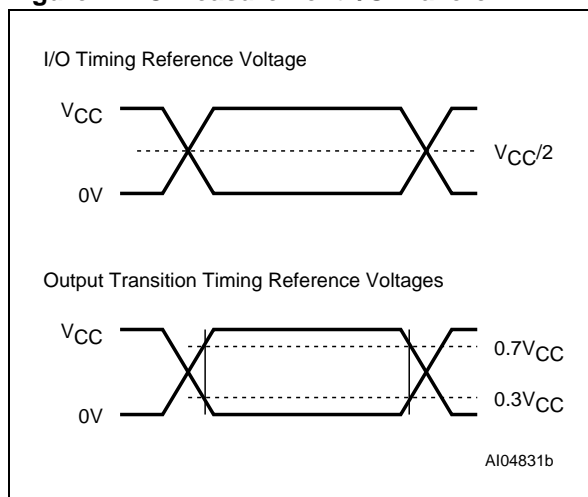 I/O Timing Reference Voltage
VCC
VCC/2
0V
Output Transition Timing Reference Voltages
VCC
0.7VCC
0.3VCC
0V
AI04831b